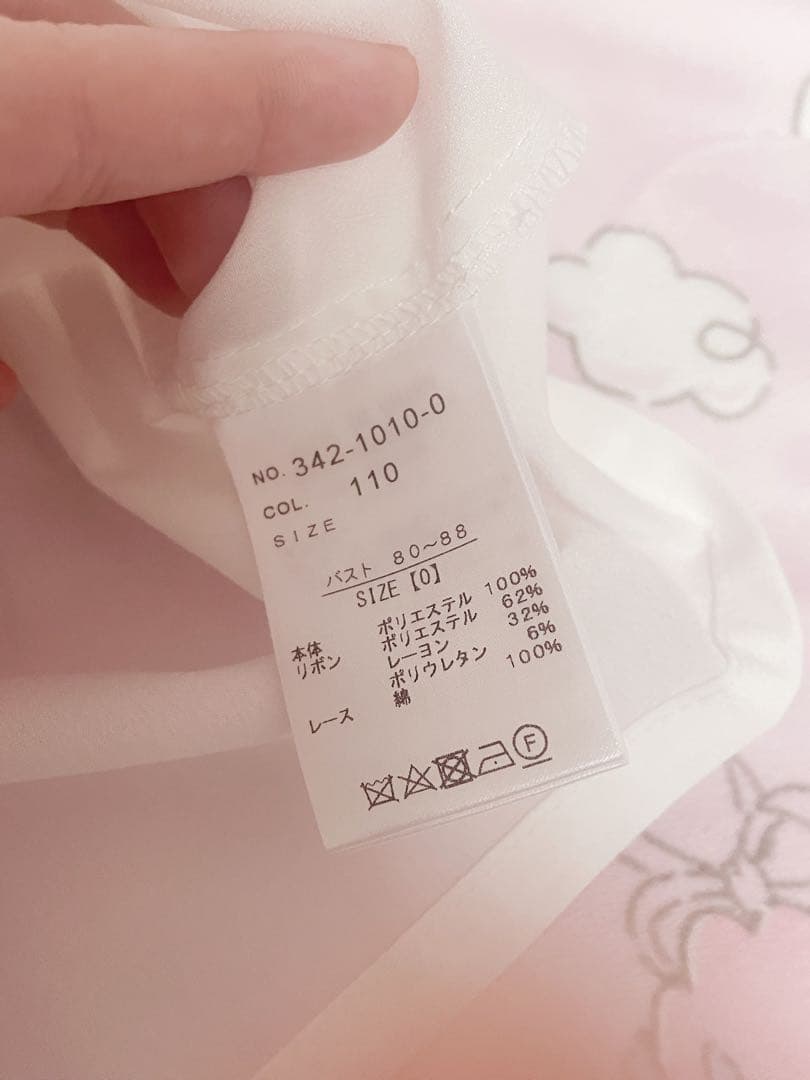 NO. 342-1010-0
COL. 110
SIZE
バスト 80~88
SIZE【0】
本体 ポリエステル 100%
リボン ポリエステル 62%
レーヨン 32%
ポリウレタン 6%
レース 綿 100%
F